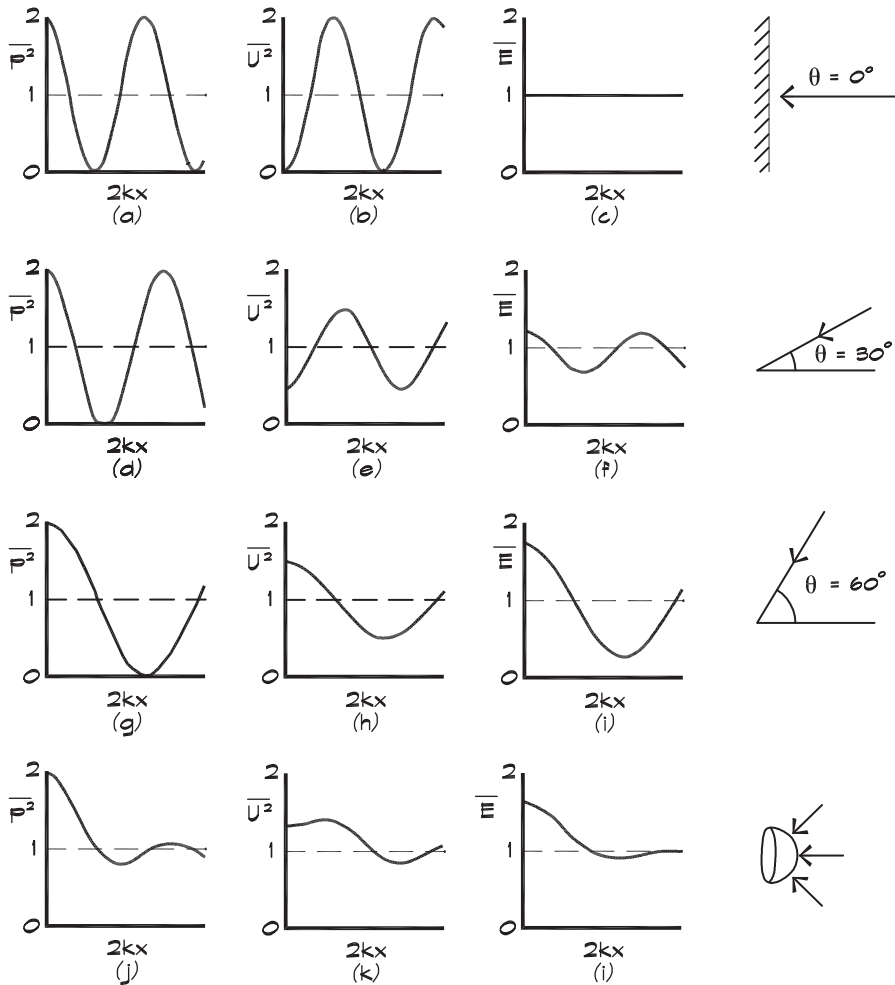 2 2 2
p² U² E
1 1 1 θ = 0°
0 0 0
2kx 2kx 2kx
(a) (b) (c)
2 2 2
p² U² E
1 1 1 θ = 30°
0 0 0
2kx 2kx 2kx
(d) (e) (f)
2 2 2
p² U² E
1 1 1 θ = 60°
0 0 0
2kx 2kx 2kx
(g) (h) (i)
2 2 2
p² U² E
1 1 1
0 0 0
2kx 2kx 2kx
(j) (k) (i)